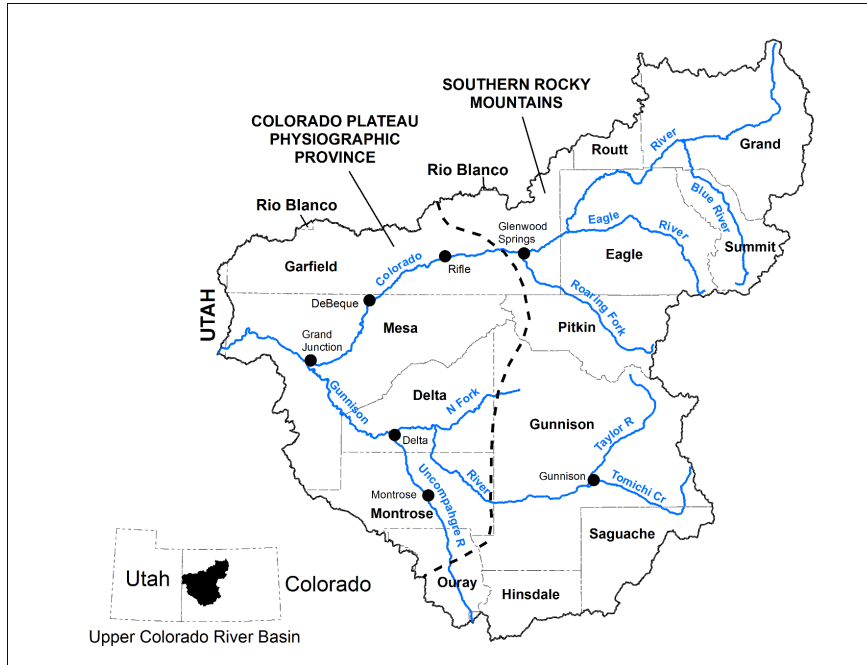 SOUTHERN ROCKY
MOUNTAINS
COLORADO PLATEAU
PHYSIOGRAPHIC
PROVINCE
River
Grand
Routt
Rio Blanco
Rio Blanco
Blue River
Glenwood
Springs
Eagle
River
Summit
Eagle
Garfield
Colorado
Rifle
Roaring Fork
UTAH
DeBeque
Mesa
Pitkin
Grand
Junction
Gunnison
Delta
N Fork
Gunnison
Taylor R
Delta
Uncompahgre R
River
Gunnison
Tomichi Cr
Montrose
Montrose
Saguache
Ouray
Hinsdale
Utah
Colorado
Upper Colorado River Basin